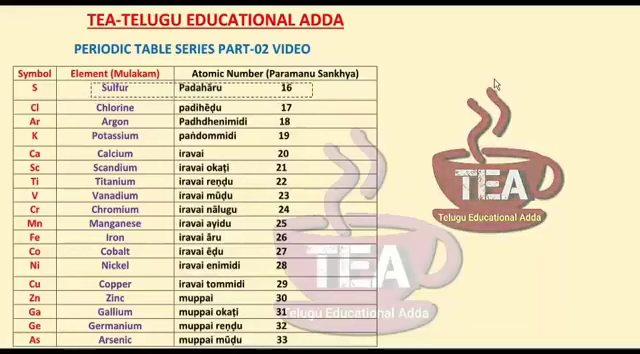 TEA-TELUGU EDUCATIONAL ADDA
PERIODIC TABLE SERIES PART-02 VIDEO
Symbol Element (Mulakam) Atomic Number (Paramanu Sankhya)
S Sulfur Padahāru 16
Cl Chlorine padihēḍu 17
Ar Argon Padhdhenimidi 18
K Potassium paṅdommidi 19
Ca Calcium iravai 20
Sc Scandium iravai okaṭi 21
Ti Titanium iravai reṇḍu 22
V Vanadium iravai mūḍu 23
Cr Chromium iravai nālugu 24
Mn Manganese iravai ayidu 25
Fe Iron iravai āru 26
Co Cobalt iravai ēḍu 27
Ni Nickel iravai enimidi 28
Cu Copper iravai tommidi 29
Zn Zinc muppai 30
Ga Gallium muppai okaṭi 31
Ge Germanium muppai reṇḍu 32
As Arsenic muppai mūḍu 33
TEA
Telugu Educational Adda
TEA
Telugu Educational Adda